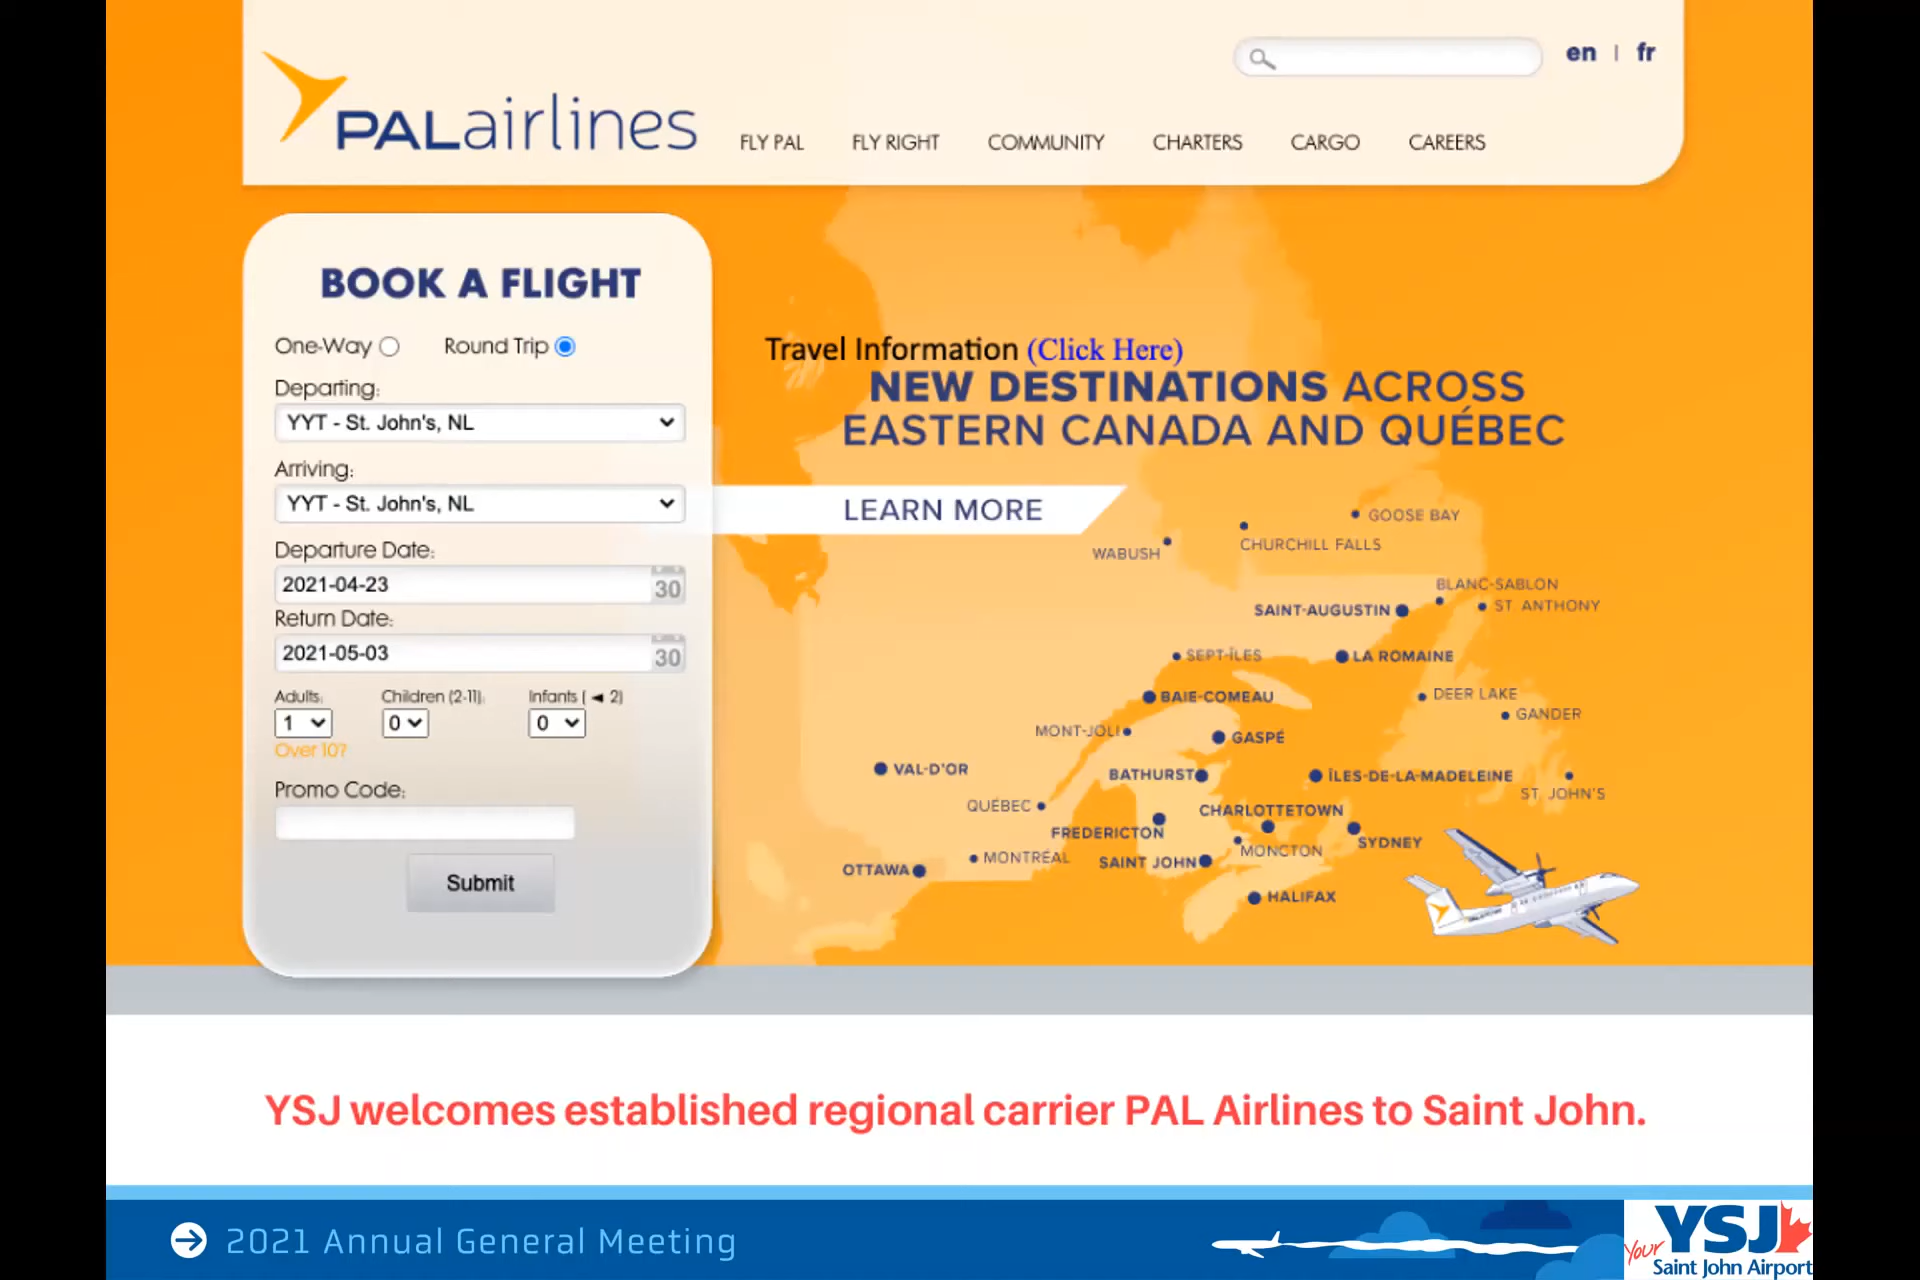 en | fr
PALairlines
FLY PAL FLY RIGHT COMMUNITY CHARTERS CARGO CAREERS
BOOK A FLIGHT
One-Way Round Trip
Departing:
YYT - St. John's, NL
Arriving:
YYT - St. John's, NL
Departure Date:
2021-04-23 30
Return Date:
2021-05-03 30
Adults: Children (2-11): Infants ( ◄ 2)
1 0 0
Over 10?
Promo Code:
Submit
Travel Information (Click Here)
NEW DESTINATIONS ACROSS
EASTERN CANADA AND QUÉBEC
LEARN MORE
GOOSE BAY
CHURCHILL FALLS
WABUSH
BLANC-SABLON
SAINT-AUGUSTIN
ST. ANTHONY
SEPT-ÎLES
LA ROMAINE
BAIE-COMEAU
DEER LAKE
GANDER
MONT-JOLI
GASPÉ
VAL-D'OR
BATHURST
ÎLES-DE-LA-MADELEINE
ST. JOHN'S
QUÉBEC
CHARLOTTETOWN
FREDERICTON
SYDNEY
MONCTON
MONTRÉAL
SAINT JOHN
OTTAWA
HALIFAX
YSJ welcomes established regional carrier PAL Airlines to Saint John.
2021 Annual General Meeting
Your YSJ
Saint John Airport